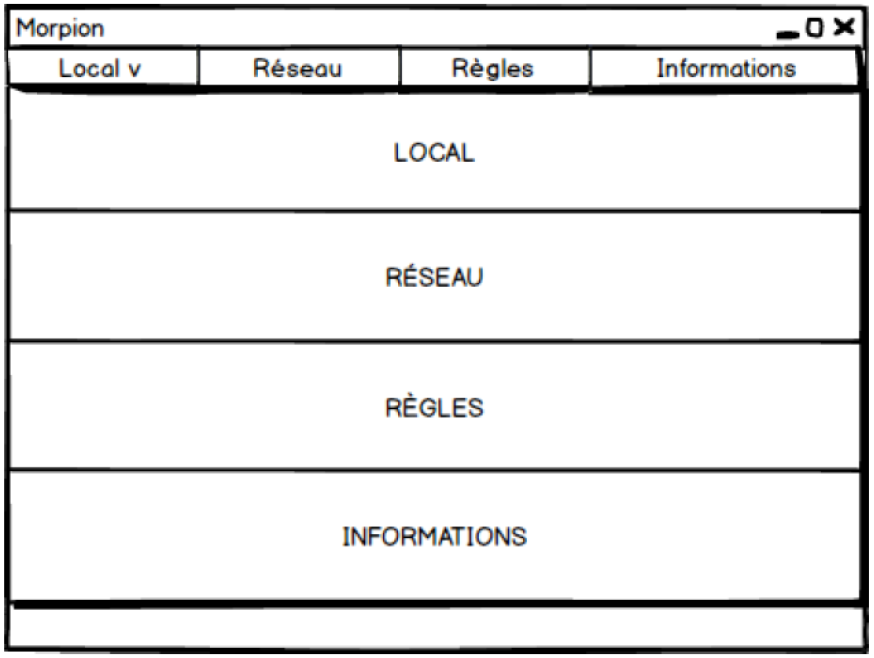 Morpion
Local v Réseau Règles Informations
LOCAL
RÉSEAU
RÈGLES
INFORMATIONS